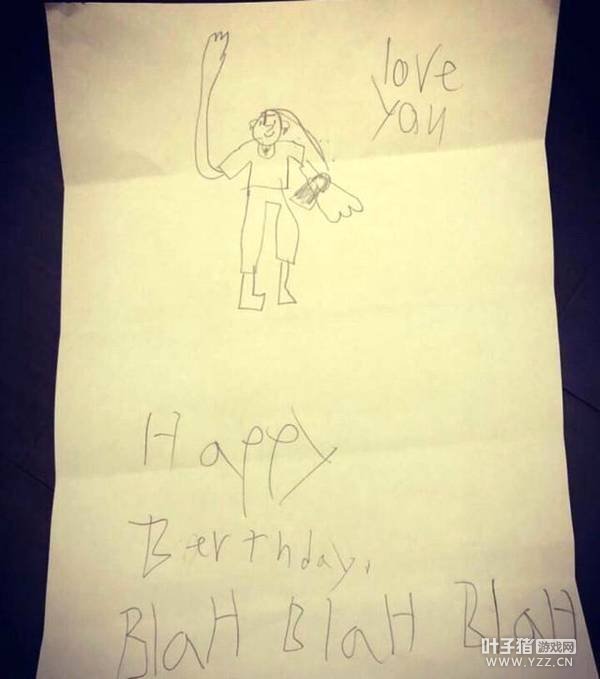 love
yau
Happy
Berthday.
BlaH BlaH BlaH
叶子猪游戏网
WWW.YZZ.CN